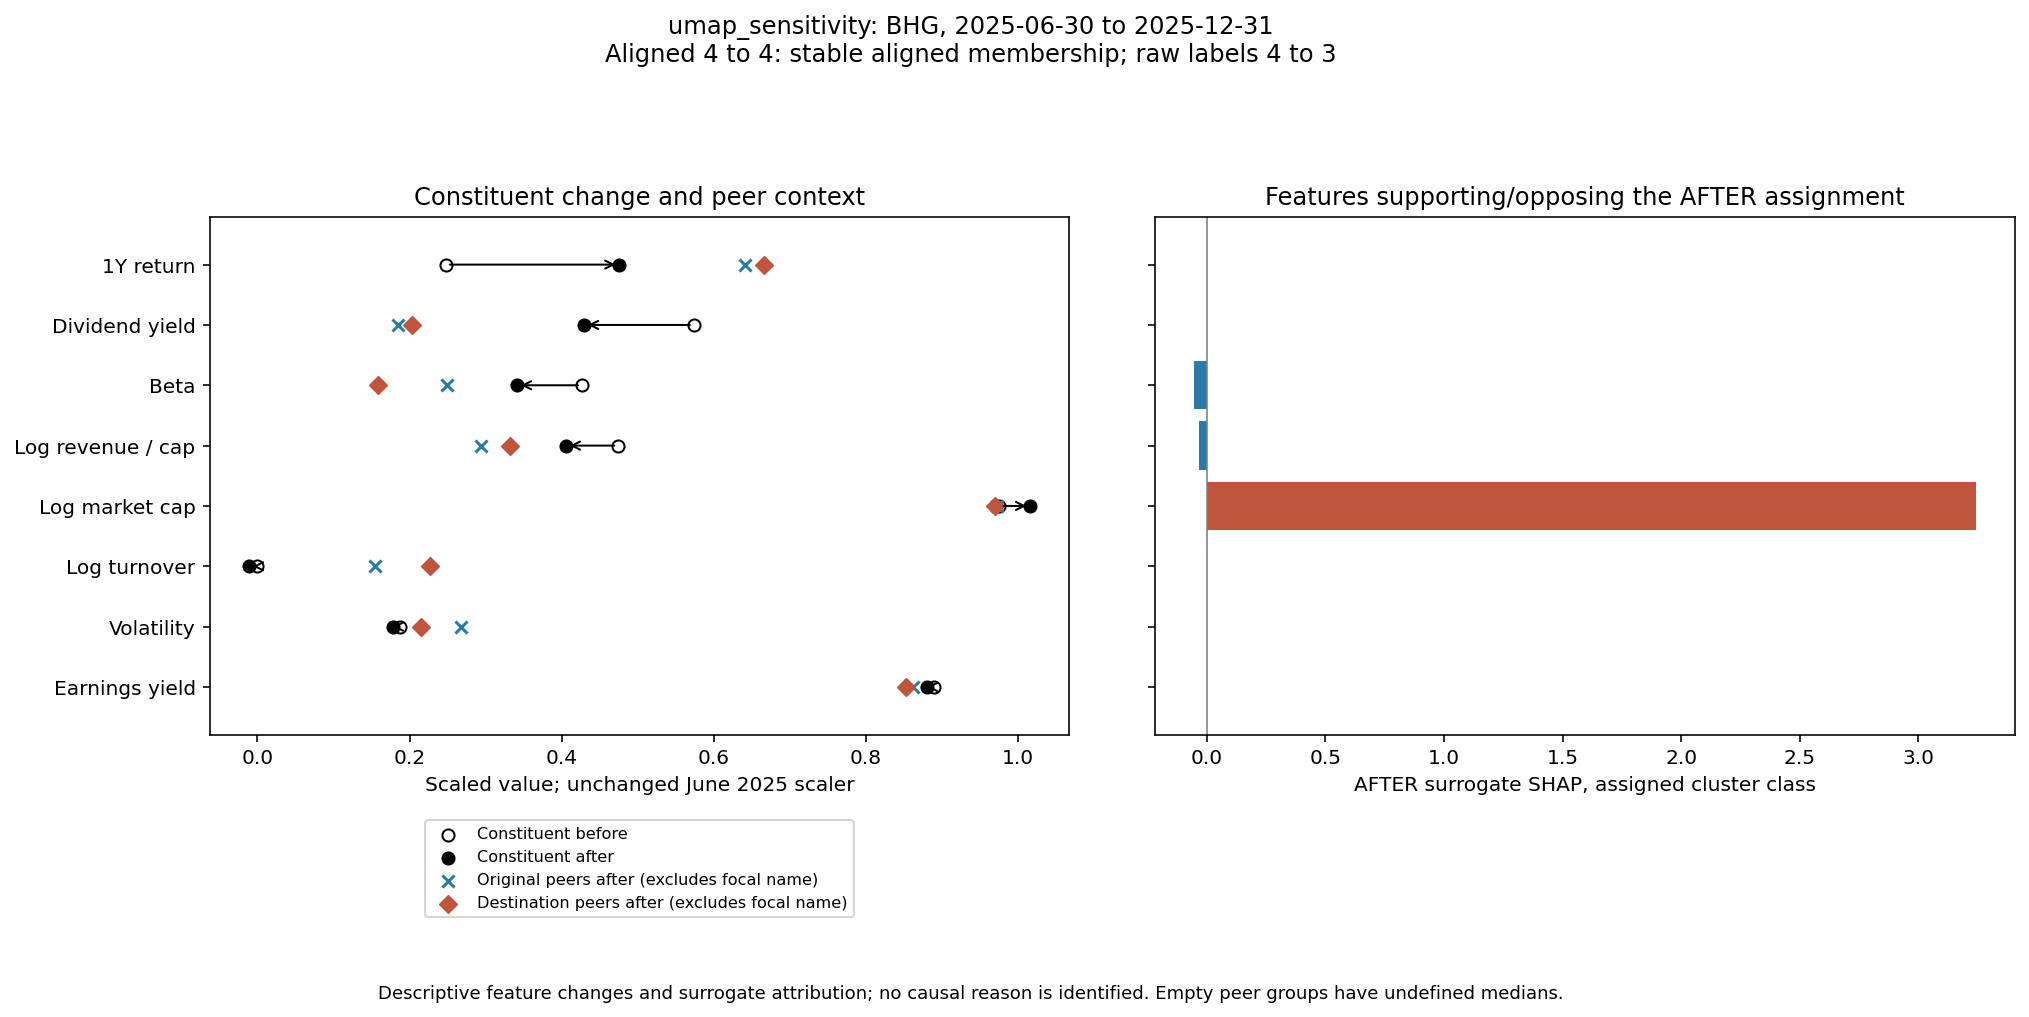 umap_sensitivity: BHG, 2025-06-30 to 2025-12-31
Aligned 4 to 4: stable aligned membership; raw labels 4 to 3
Constituent change and peer context
1Y return
Dividend yield
Beta
Log revenue / cap
Log market cap
Log turnover
Volatility
Earnings yield
0.0 0.2 0.4 0.6 0.8 1.0
Scaled value; unchanged June 2025 scaler
Constituent before
Constituent after
Original peers after (excludes focal name)
Destination peers after (excludes focal name)
Features supporting/opposing the AFTER assignment
0.0 0.5 1.0 1.5 2.0 2.5 3.0
AFTER surrogate SHAP, assigned cluster class
Descriptive feature changes and surrogate attribution; no causal reason is identified. Empty peer groups have undefined medians.